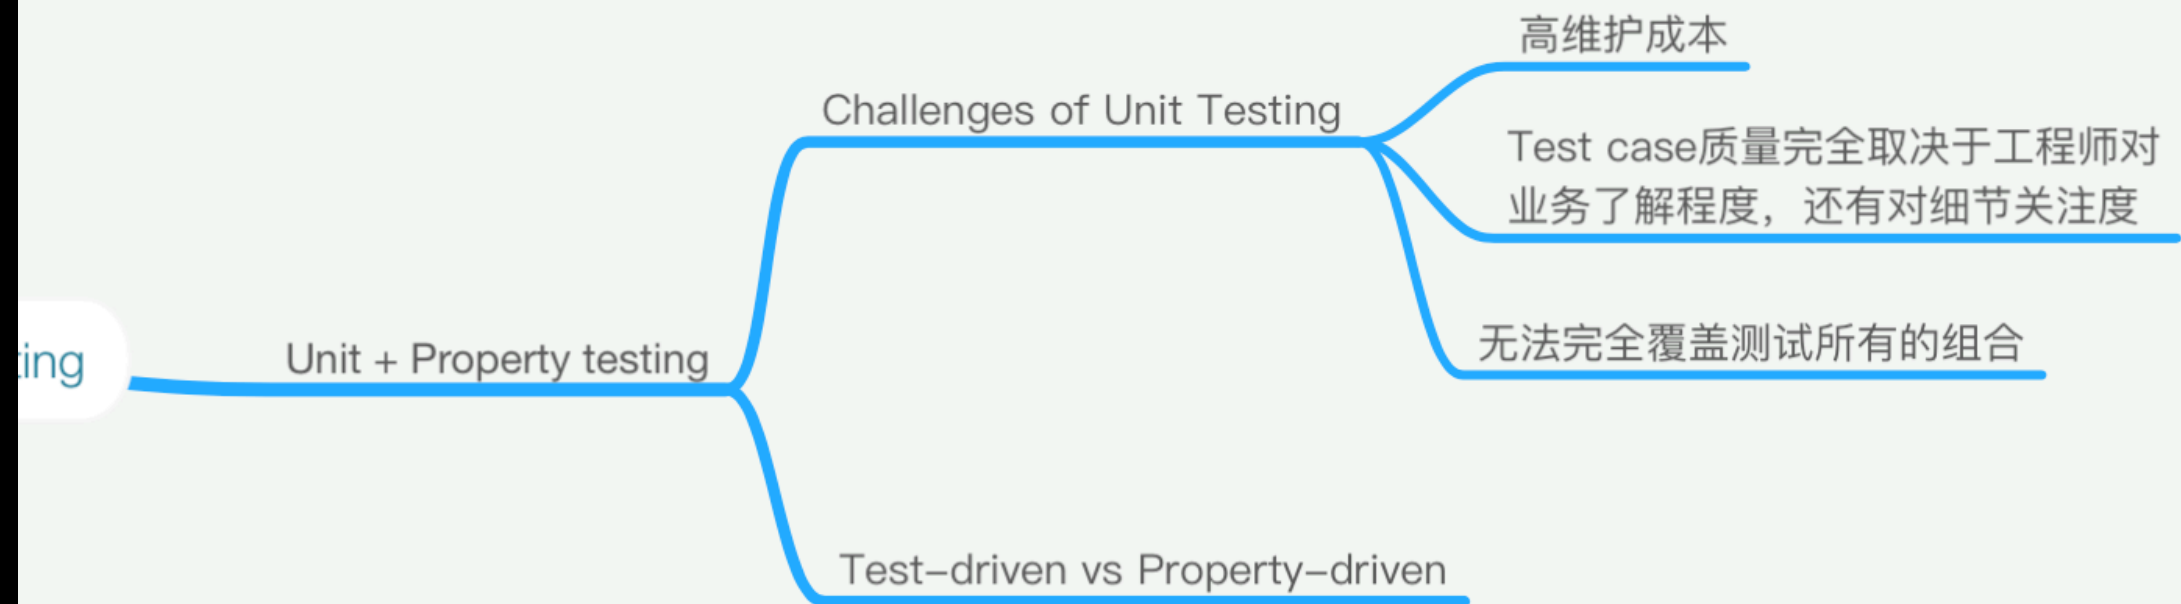 高维护成本
Challenges of Unit Testing
Test case质量完全取决于工程师对
业务了解程度，还有对细节关注度
无法完全覆盖测试所有的组合
ting
Unit + Property testing
Test-driven vs Property-driven